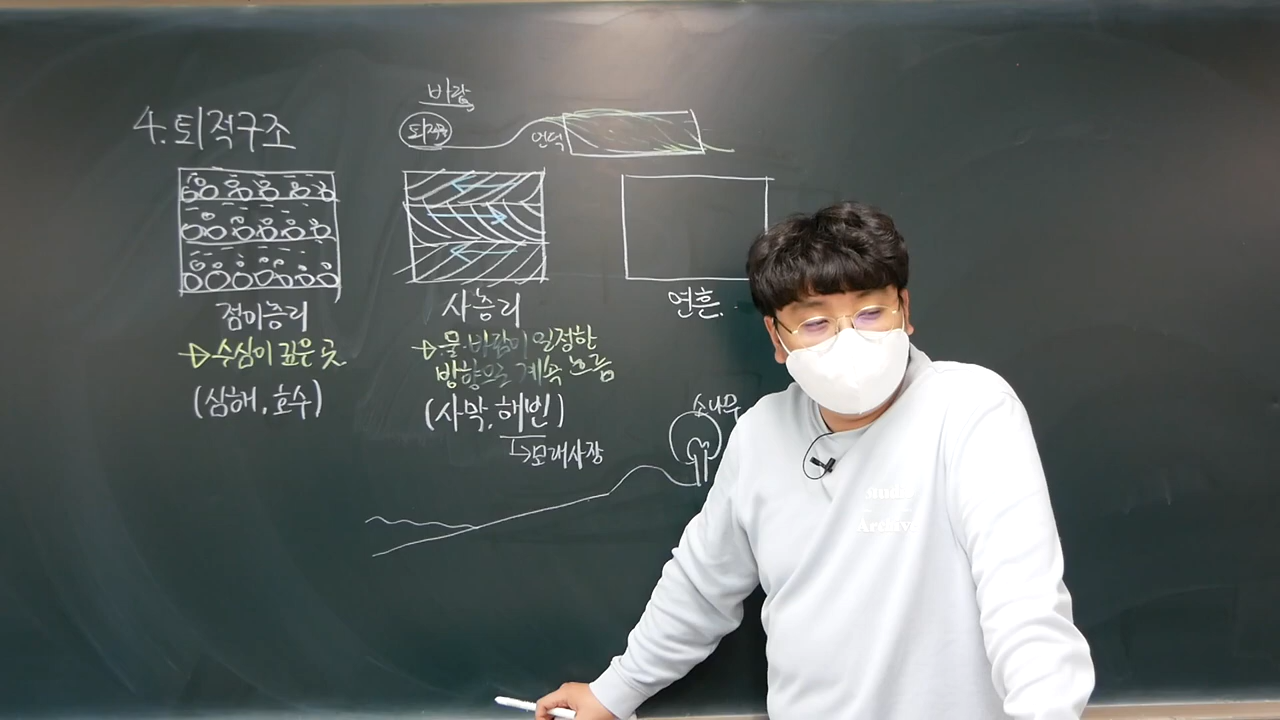 4. 퇴적구조
바람
퇴적물
언덕
점이층리
→수심이 깊은 곳
(심해, 호수)
사층리
→물·바람이 일정한
방향으로 계속 흐름
(사막, 해빈)
↳모래사장
연흔.
소나무
Studio
Archive